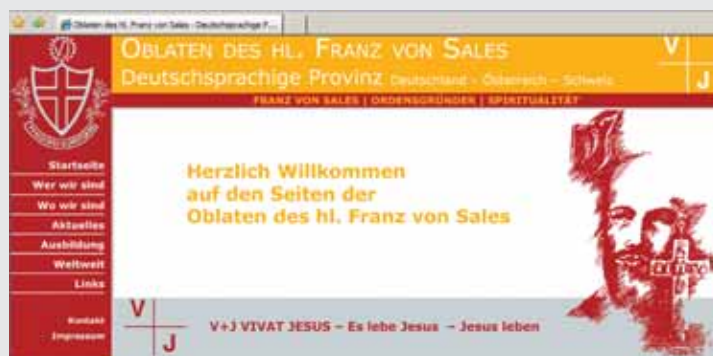 Oblaten des hl. Franz von Sales - Deutschsprachige P...
OBLATEN DES HL. FRANZ VON SALES
Deutschsprachige Provinz Deutschland - Österreich - Schweiz
FRANZ VON SALES | ORDENSGRÜNDER | SPIRITUALITÄT
V
J
Startseite
Wer wir sind
Wo wir sind
Aktuelles
Ausbildung
Weltweit
Links
Kontakt
Impressum
Herzlich Willkommen
auf den Seiten der
Oblaten des hl. Franz von Sales
V
J
V+J VIVAT JESUS – Es lebe Jesus – Jesus leben